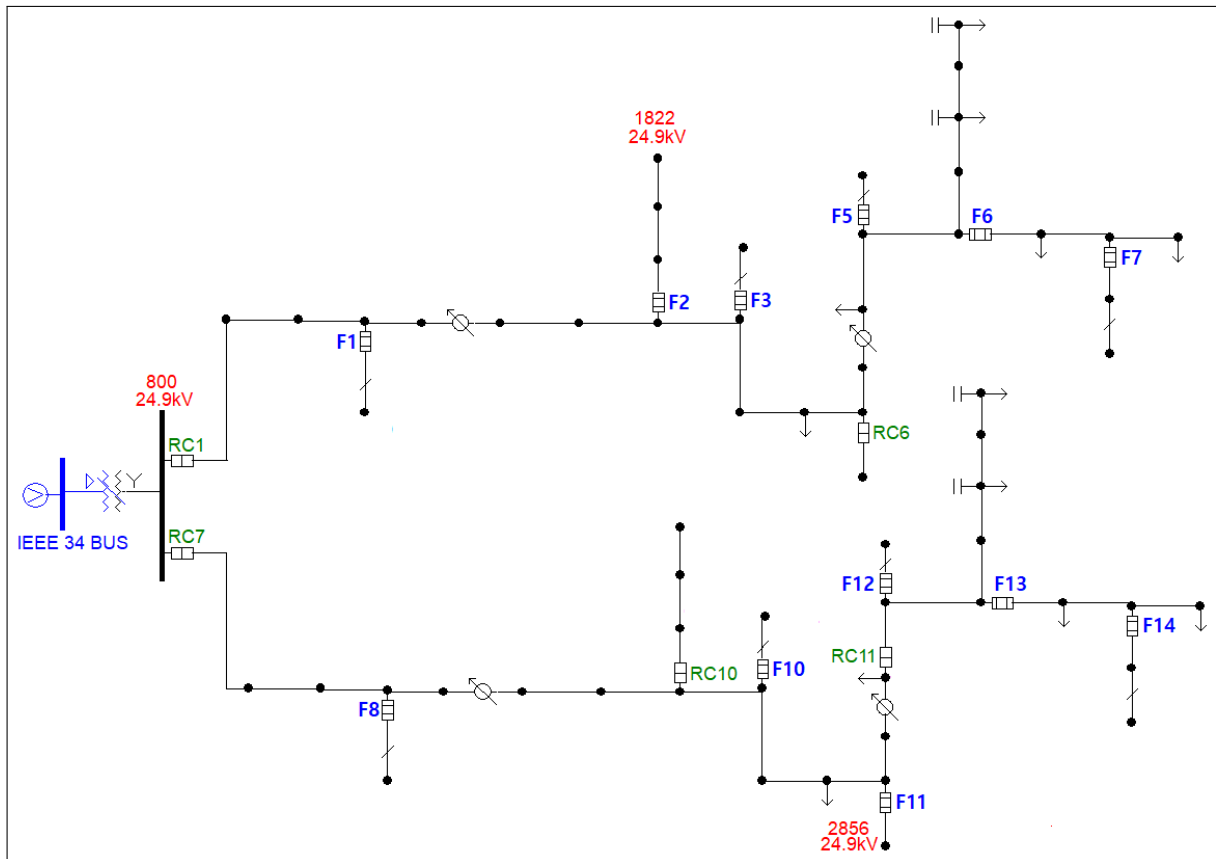 1822
24.9kV
F5
F6
F7
F2
F3
F1
800
24.9kV
RC1
RC6
IEEE 34 BUS
RC7
F12
F13
F14
RC11
RC10
F10
F8
F11
2856
24.9kV